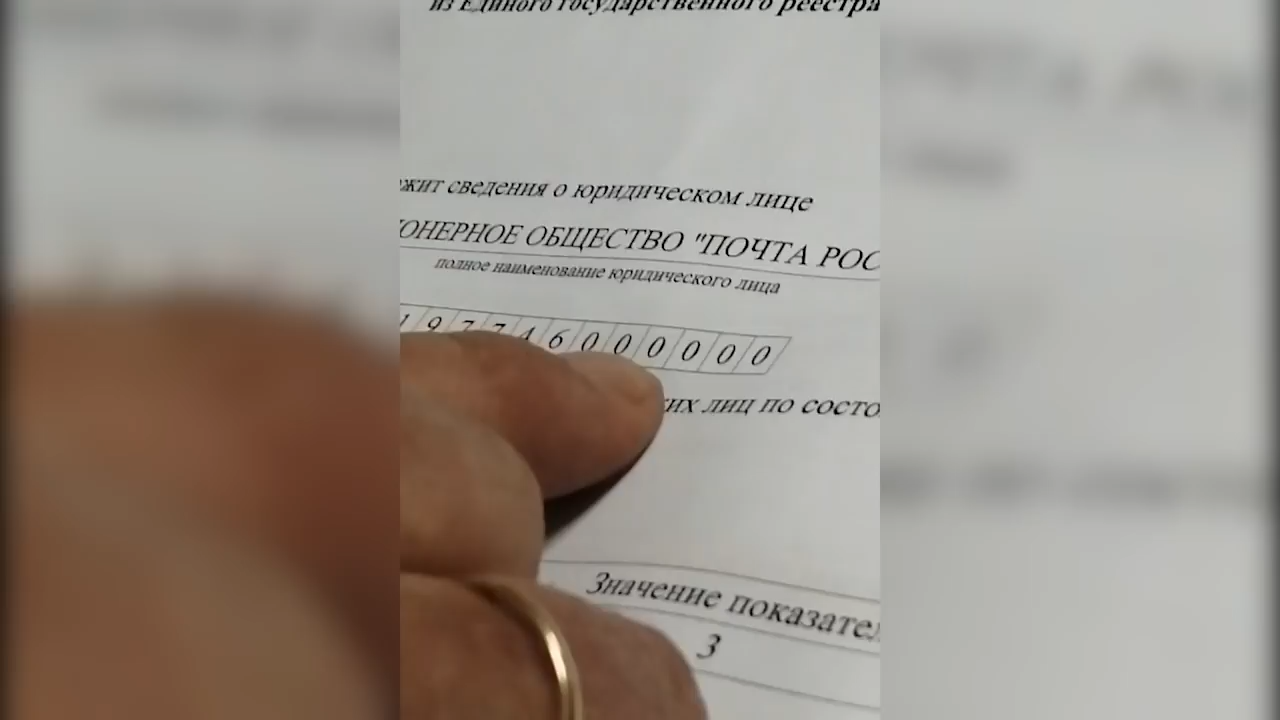 из Единого государственного реестра
жит сведения о юридическом лице
ОНЕРНОЕ ОБЩЕСТВО "ПОЧТА РОС
полное наименование юридического лица
1 9 7 7 4 6 0 0 0 0 0 0
их лиц по состо
Значение показател
3